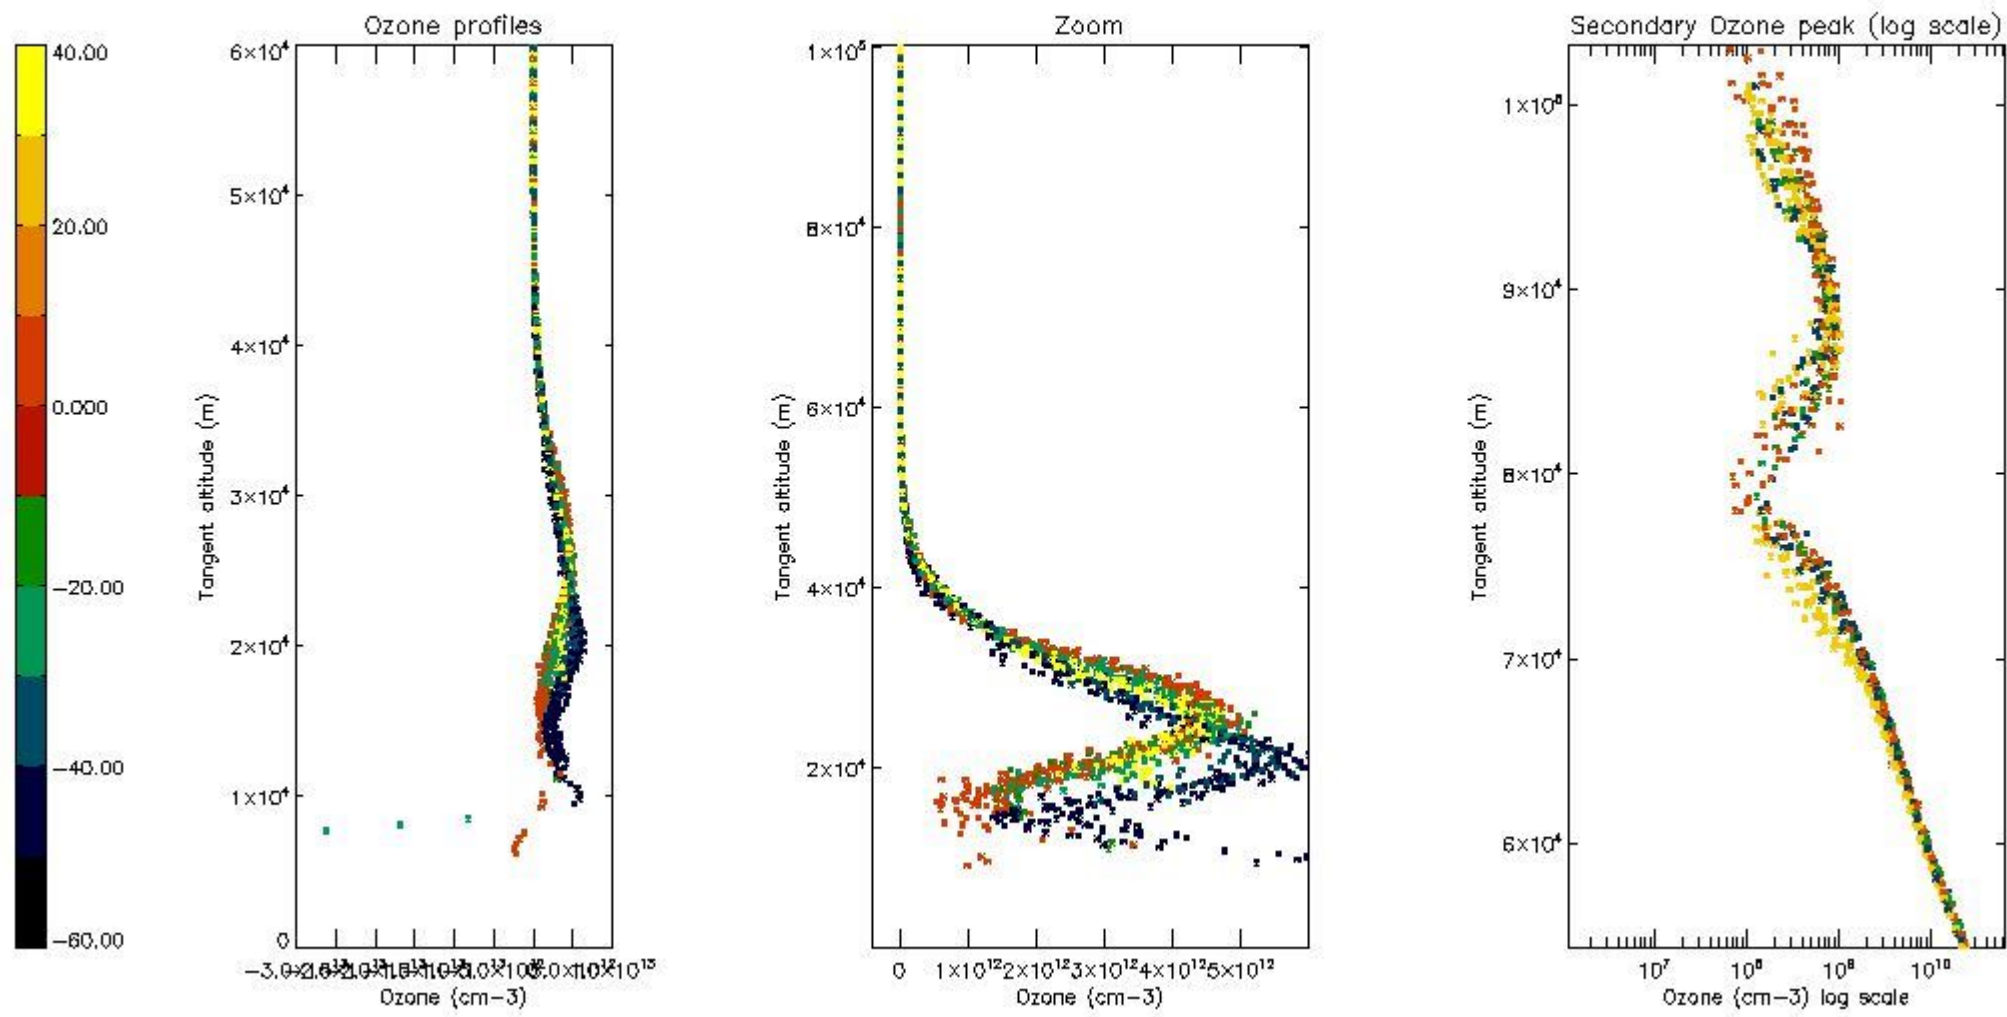 Ozone profiles
Zoom
Secondary Ozone peak (log scale)
40.00
20.00
0.000
−20.00
−40.00
−60.00
6×10⁴
5×10⁴
4×10⁴
3×10⁴
2×10⁴
1×10⁴
0
Tangent altitude (m)
Ozone (cm−3)
1×10⁵
8×10⁴
6×10⁴
4×10⁴
2×10⁴
Tangent altitude (m)
0 1×10¹² 2×10¹² 3×10¹² 4×10¹² 5×10¹²
Ozone (cm−3)
1×10⁵
9×10⁴
8×10⁴
7×10⁴
6×10⁴
Tangent altitude (m)
10⁷ 10⁸ 10⁹ 10¹⁰
Ozone (cm−3) log scale